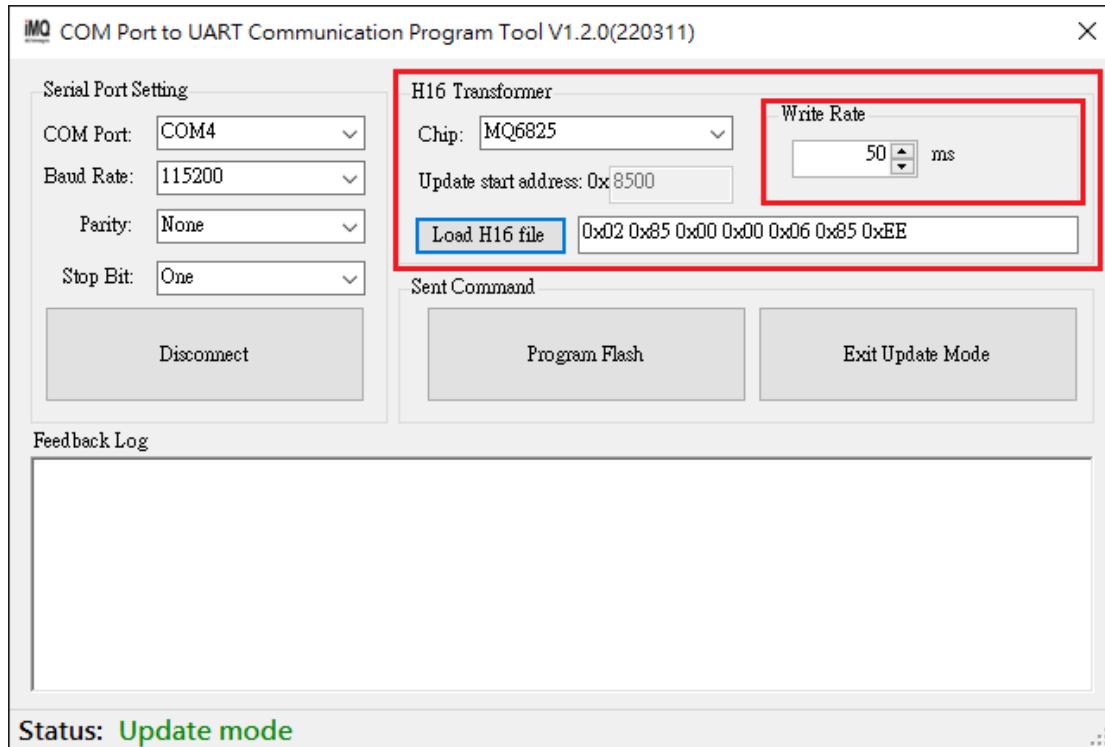 iMQ COM Port to UART Communication Program Tool V1.2.0(220311)
Serial Port Setting
COM Port: COM4
Baud Rate: 115200
Parity: None
Stop Bit: One
Disconnect
H16 Transformer
Chip: MQ6825
Update start address: 0x 8500
Load H16 file 0x02 0x85 0x00 0x00 0x06 0x85 0xEE
Write Rate
50 ms
Sent Command
Program Flash
Exit Update Mode
Feedback Log
Status: Update mode